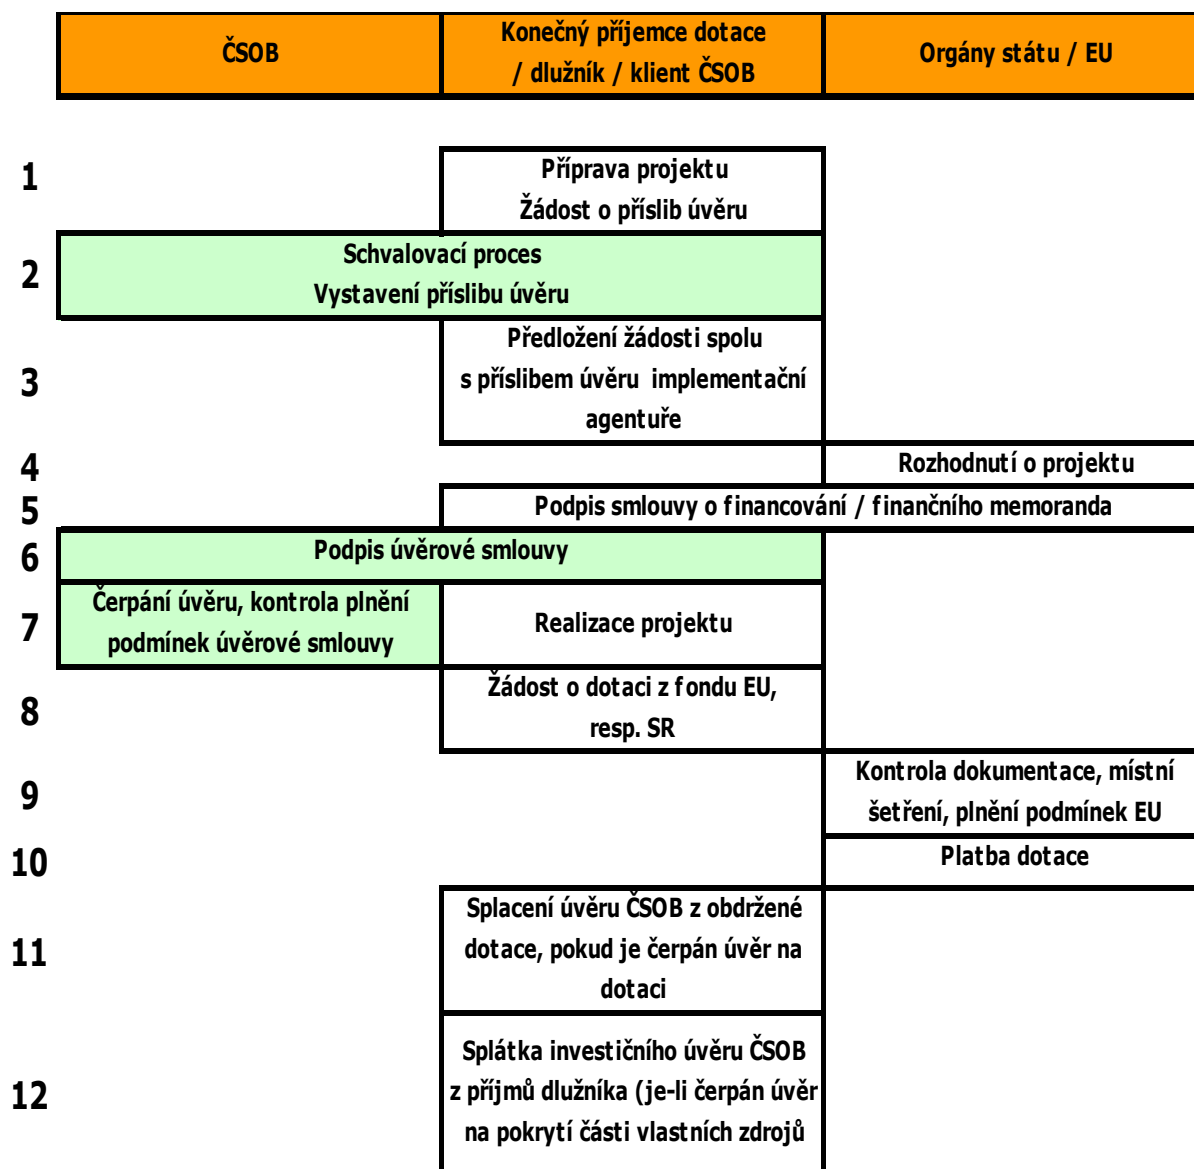 ČSOB
Konečný příjemce dotace
/ dlužník / klient ČSOB
Orgány státu / EU
1
Příprava projektu
Žádost o příslib úvěru
2
Schvalovací proces
Vystavení příslibu úvěru
3
Předložení žádosti spolu
s příslibem úvěru implementační
agentuře
4
Rozhodnutí o projektu
5
Podpis smlouvy o financování / finančního memoranda
6
Podpis úvěrové smlouvy
7
Čerpání úvěru, kontrola plnění
podmínek úvěrové smlouvy
Realizace projektu
8
Žádost o dotaci z fondu EU,
resp. SR
9
Kontrola dokumentace, místní
šetření, plnění podmínek EU
10
Platba dotace
11
Splacení úvěru ČSOB z obdržené
dotace, pokud je čerpán úvěr na
dotaci
12
Splátka investičního úvěru ČSOB
z příjmů dlužníka (je-li čerpán úvěr
na pokrytí části vlastních zdrojů